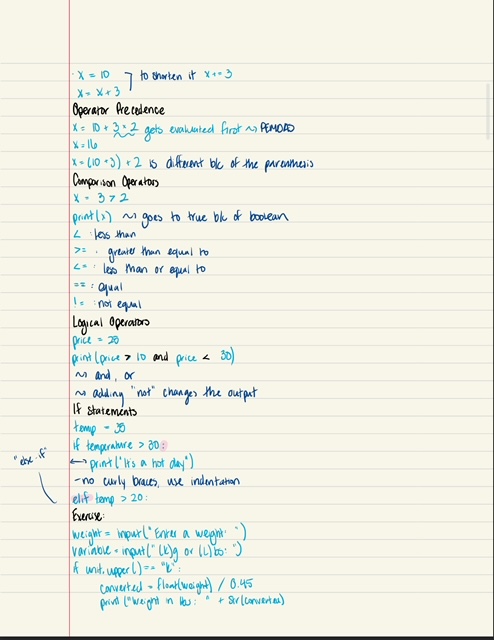 · x = 10 to shorten it x += 3
x = x + 3
Operator Precedence
x = 10 + 3 * 2 gets evaluated first ~> PEMDAS
x = 16
x = (10 + 3) * 2 is different b/c of the parenthesis
Comparison Operators
x = 3 > 2
print(x) ~> goes to true b/c of boolean
< : less than
>= : greater than equal to
<= : less than or equal to
== : equal
!= : not equal
Logical Operators
price = 20
print(price > 10 and price < 30)
~> and, or
~> adding "not" changes the output
If Statements
temp = 35
if temperature > 30:
"else if"
↔ print("It's a hot day")
- no curly braces, use indentation
elif temp > 20:
Exercise:
weight = input("Enter a weight: ")
variable = input("(K)g or (L)bs: ")
if unit.upper() == "K":
converted = float(weight) / 0.45
print("Weight in lbs: " + str(converted)